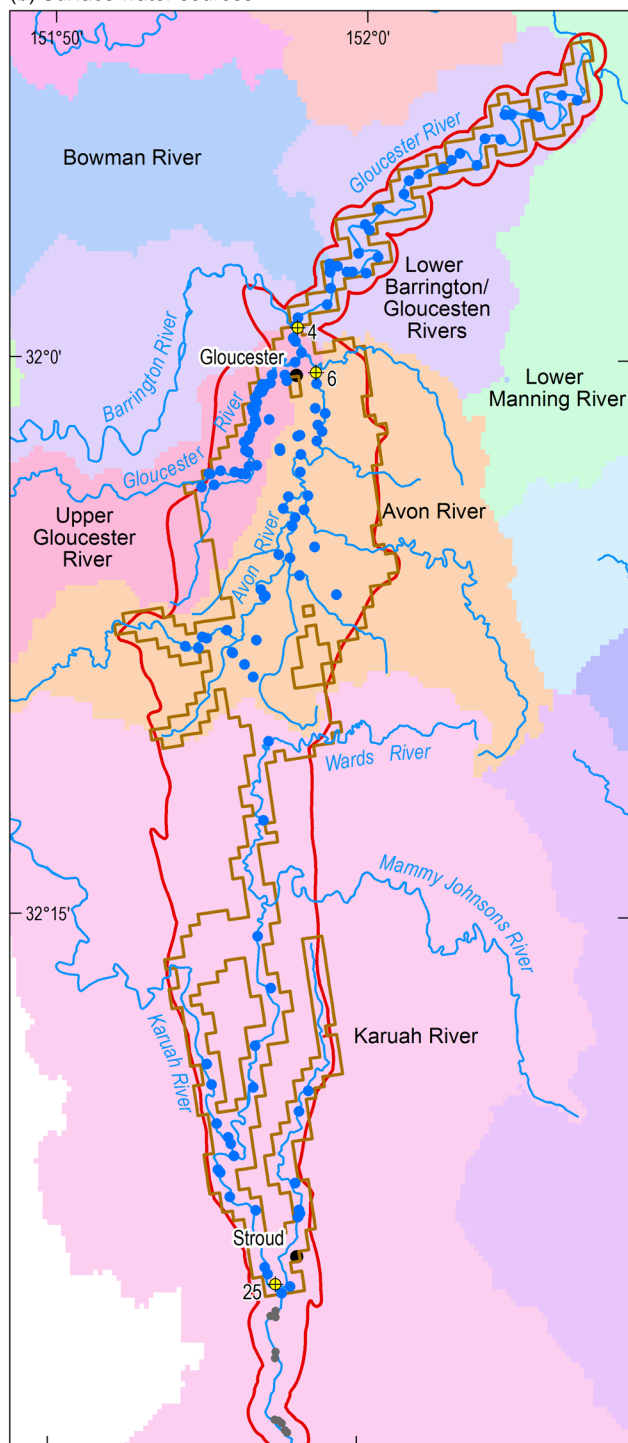 151°50'
152°0'
Gloucester River
Bowman River
Lower
Barrington/
Gloucesten
Rivers
Barrington River
4
Gloucester
32°0'
6
Lower
Manning River
Gloucester River
Upper
Gloucester
River
Avon River
Avon River
Wards River
Mammy Johnsons River
32°15'
Karuah River
Karuah River
Stroud
25